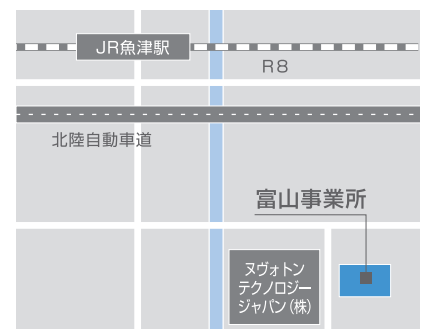 JR魚津駅
R8
北陸自動車道
富山事業所
ヌヴォトン
テクノロジー
ジャパン(株)